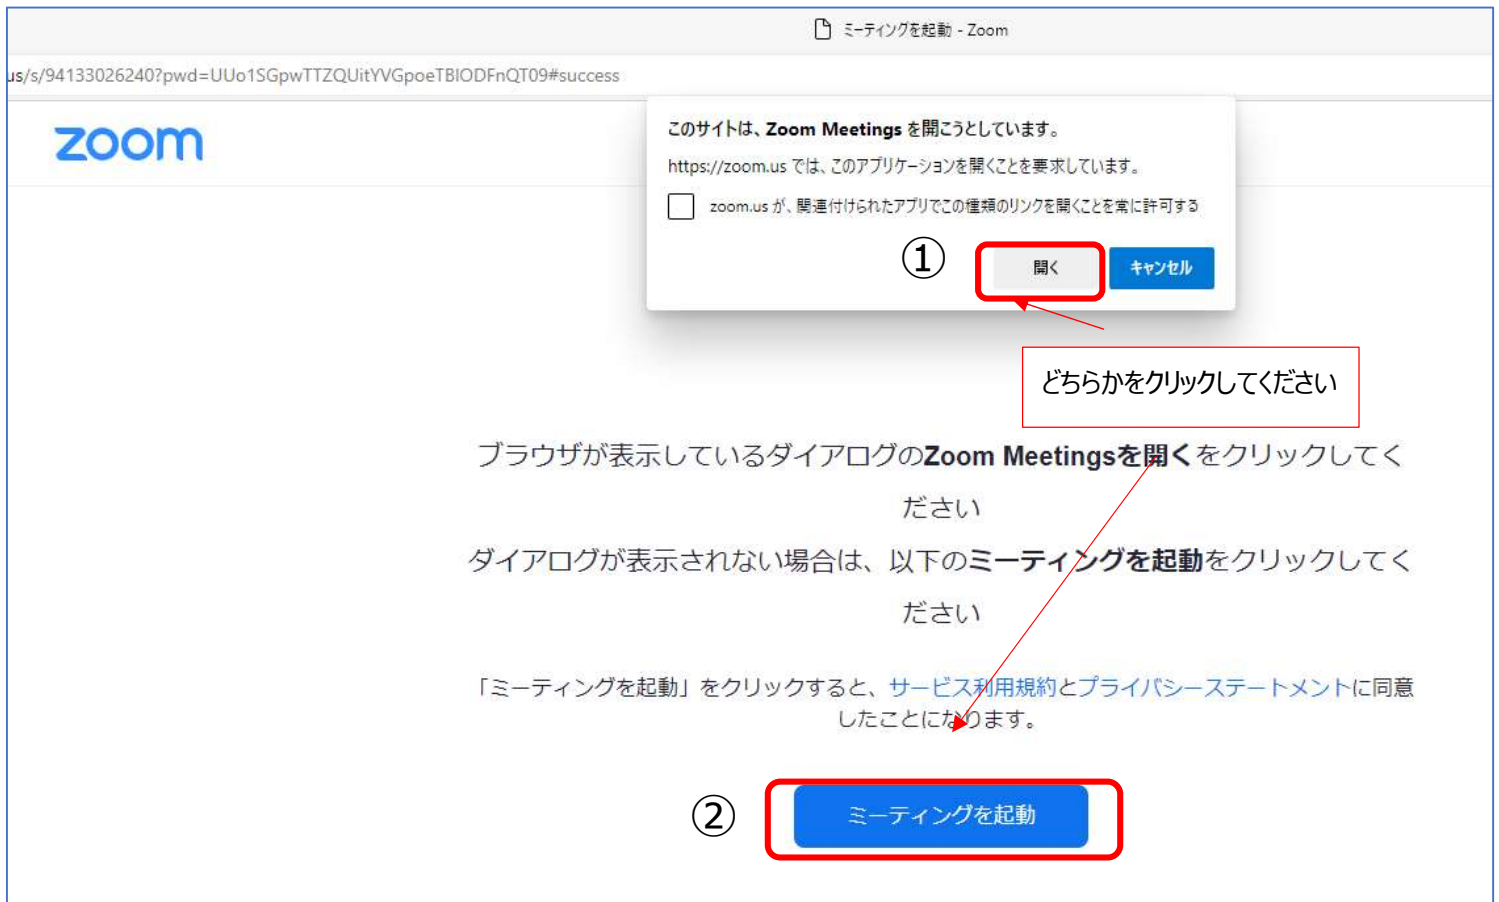 ミーティングを起動 - Zoom
us/s/94133026240?pwd=UUo1SGpwTTZQUitYVGpoeTBIODFnQT09#success
zoom
このサイトは、Zoom Meetings を開こうとしています。
https://zoom.us では、このアプリケーションを開くことを要求しています。
zoom.us が、関連付けられたアプリでこの種類のリンクを開くことを常に許可する
①
開く
キャンセル
どちらかをクリックしてください
ブラウザが表示しているダイアログのZoom Meetingsを開くをクリックしてく
ださい
ダイアログが表示されない場合は、以下のミーティングを起動をクリックしてく
ださい
「ミーティングを起動」をクリックすると、サービス利用規約とプライバシーステートメントに同意
したことになります。
②
ミーティングを起動